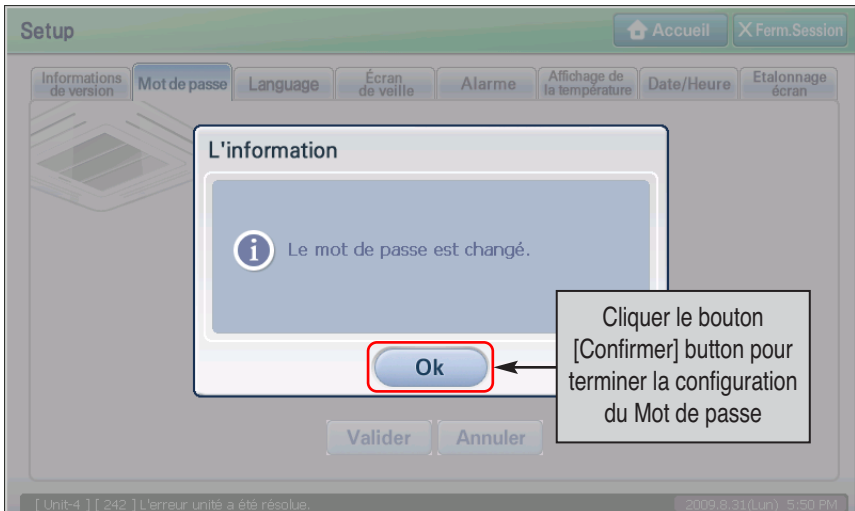 Setup
Accueil
X Ferm.Session
Informations
de version
Mot de passe
Language
Écran
de veille
Alarme
Affichage de
la température
Date/Heure
Etalonnage
écran
L'information
Le mot de passe est changé.
Ok
Cliquer le bouton
[Confirmer] button pour
terminer la configuration
du Mot de passe
Valider
Annuler
[ Unit-4 ] [ 242 ] L'erreur unité a été résolue.
2009.8.31(Lun) 5:50 PM